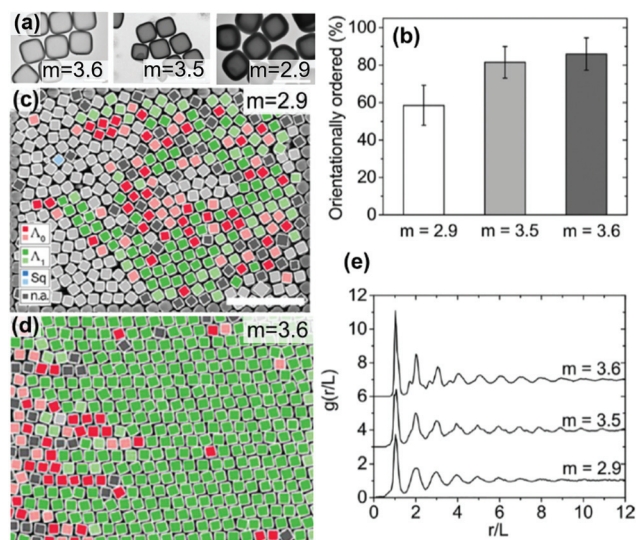 (a)
m=3.6
m=3.5
m=2.9
(b)
Orientationally ordered (%)
100
80
60
40
20
0
m = 2.9
m = 3.5
m = 3.6
(c)
m=2.9
Λ₀
Λ₁
Sq
n.a.
(d)
m=3.6
(e)
g(r/L)
12
10
8
6
4
2
0
m = 3.6
m = 3.5
m = 2.9
0
2
4
6
8
10
12
r/L